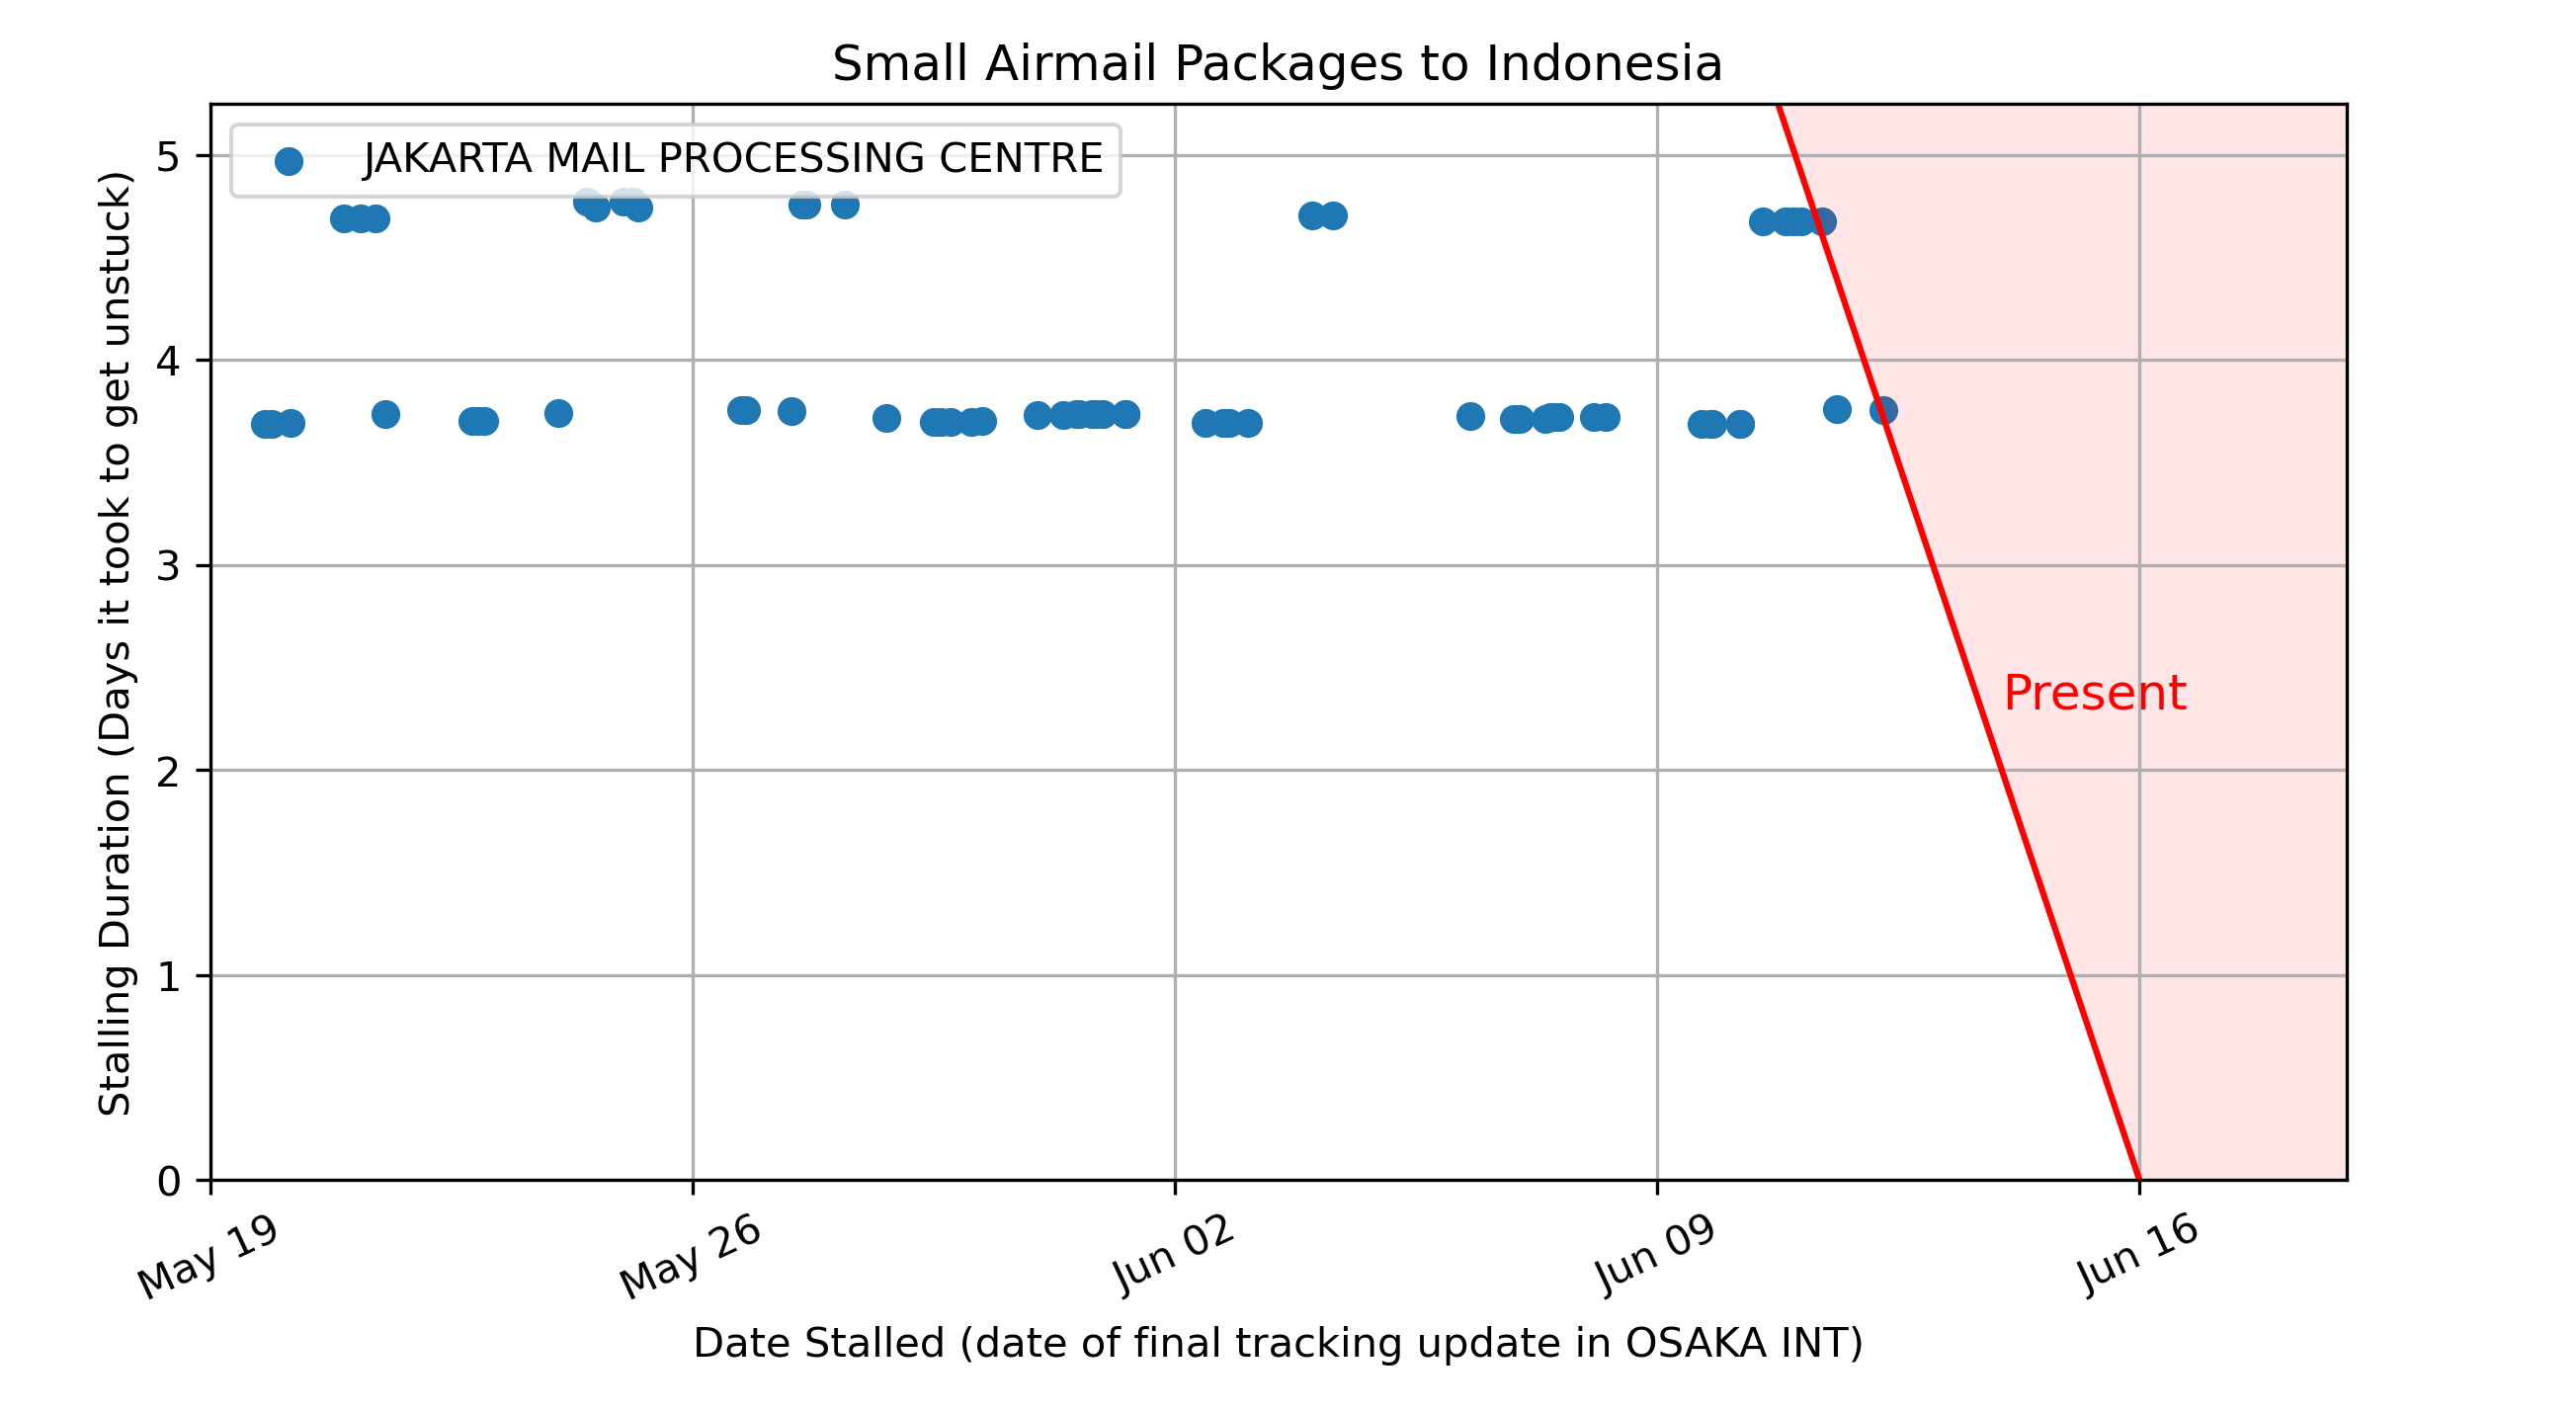 Small Airmail Packages to Indonesia
JAKARTA MAIL PROCESSING CENTRE
Stalling Duration (Days it took to get unstuck)
5
4
3
2
1
0
Present
May 19
May 26
Jun 02
Jun 09
Jun 16
Date Stalled (date of final tracking update in OSAKA INT)